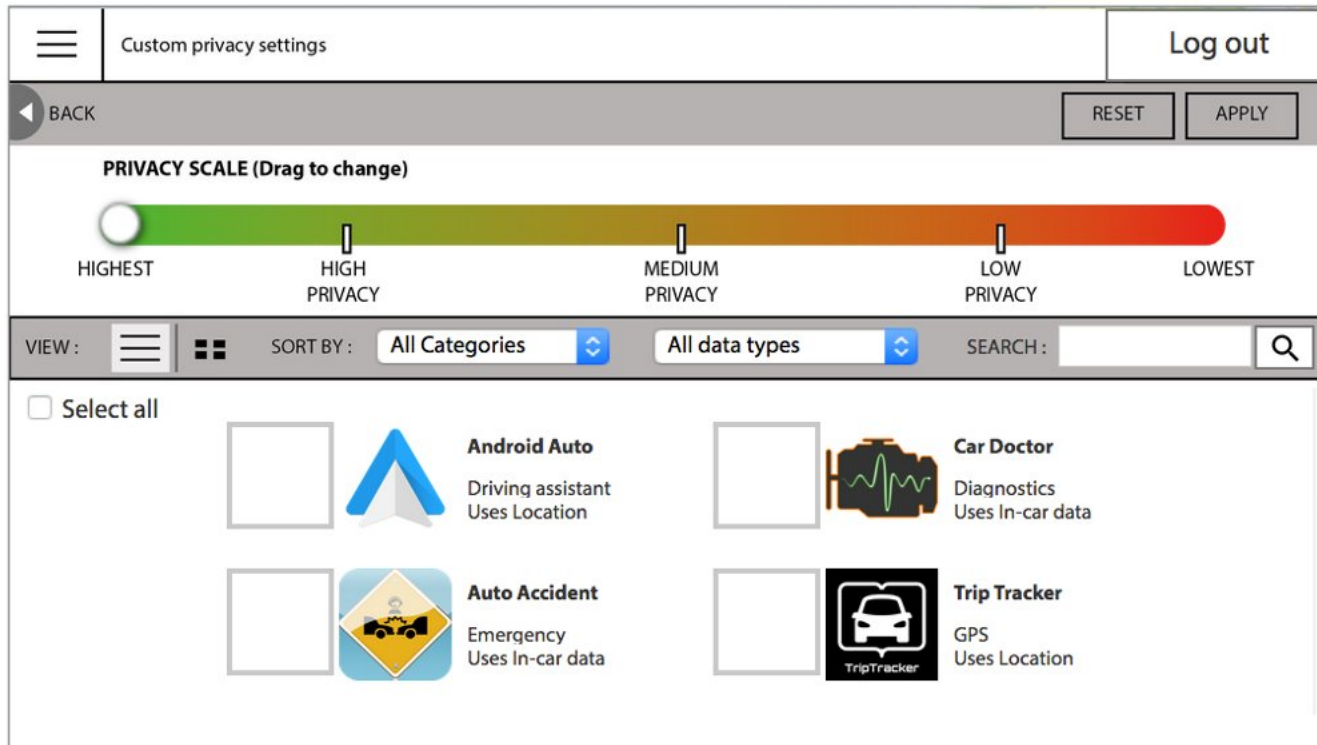 Custom privacy settings
Log out
BACK
RESET
APPLY
PRIVACY SCALE (Drag to change)
HIGHEST
HIGH
PRIVACY
MEDIUM
PRIVACY
LOW
PRIVACY
LOWEST
VIEW :
SORT BY :
All Categories
All data types
SEARCH :
Select all
Android Auto
Driving assistant
Uses Location
Car Doctor
Diagnostics
Uses In-car data
Auto Accident
Emergency
Uses In-car data
TripTracker
Trip Tracker
GPS
Uses Location